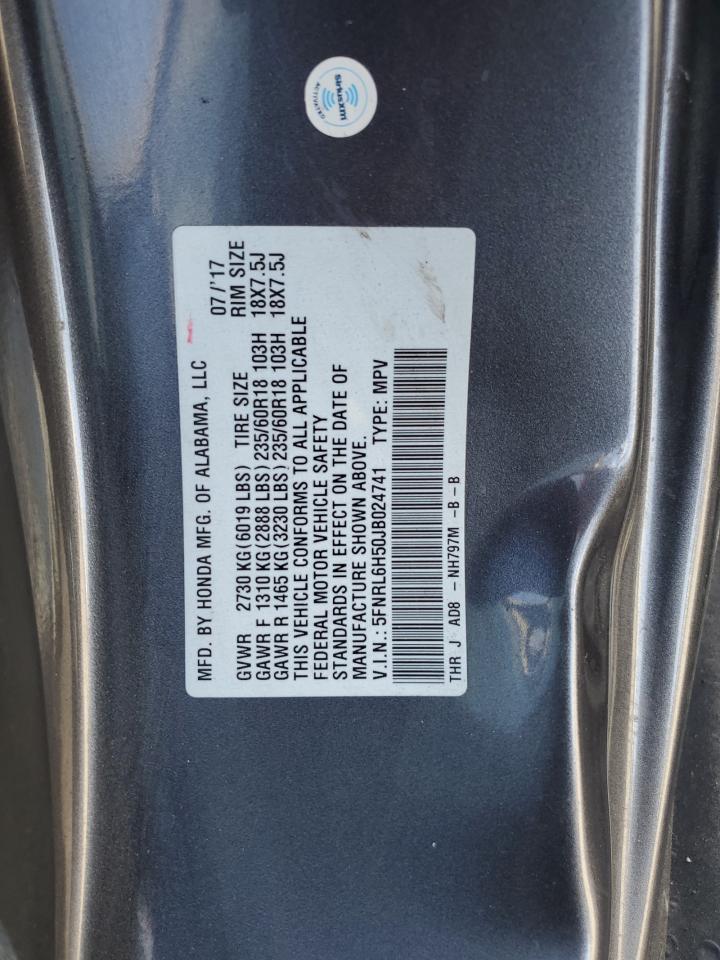 siriusxm
ACTIVATED
MFD. BY HONDA MFG. OF ALABAMA, LLC 07/'17
GVWR 2730 KG (6019 LBS) TIRE SIZE RIM SIZE
GAWR F 1310 KG (2888 LBS) 235/60R18 103H 18X7.5J
GAWR R 1465 KG (3230 LBS) 235/60R18 103H 18X7.5J
THIS VEHICLE CONFORMS TO ALL APPLICABLE
FEDERAL MOTOR VEHICLE SAFETY
STANDARDS IN EFFECT ON THE DATE OF
MANUFACTURE SHOWN ABOVE.
V.I.N.: 5FNRL6H50JB024741 TYPE: MPV
THR J AD8 - NH797M -B - B